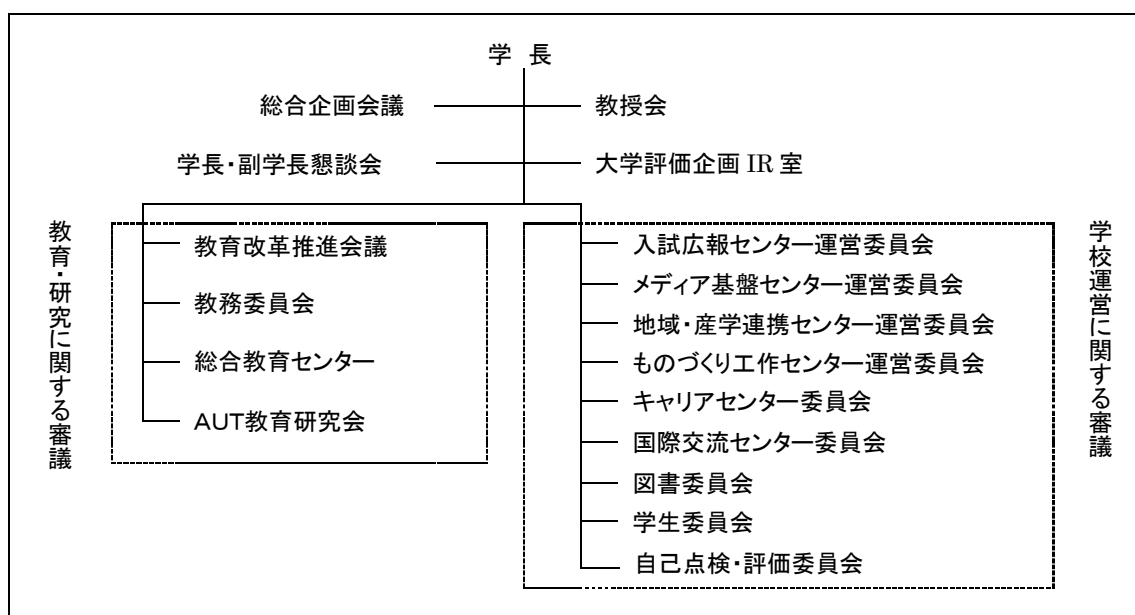 学 長
総合企画会議
教授会
学長・副学長懇談会
大学評価企画 IR 室
教育・研究に関する審議
教育改革推進会議
教務委員会
総合教育センター
AUT教育研究会
入試広報センター運営委員会
メディア基盤センター運営委員会
地域・産学連携センター運営委員会
ものづくり工作センター運営委員会
キャリアセンター委員会
国際交流センター委員会
図書委員会
学生委員会
自己点検・評価委員会
学校運営に関する審議